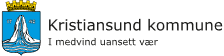 Kristiansund kommune
I medvind uansett vær